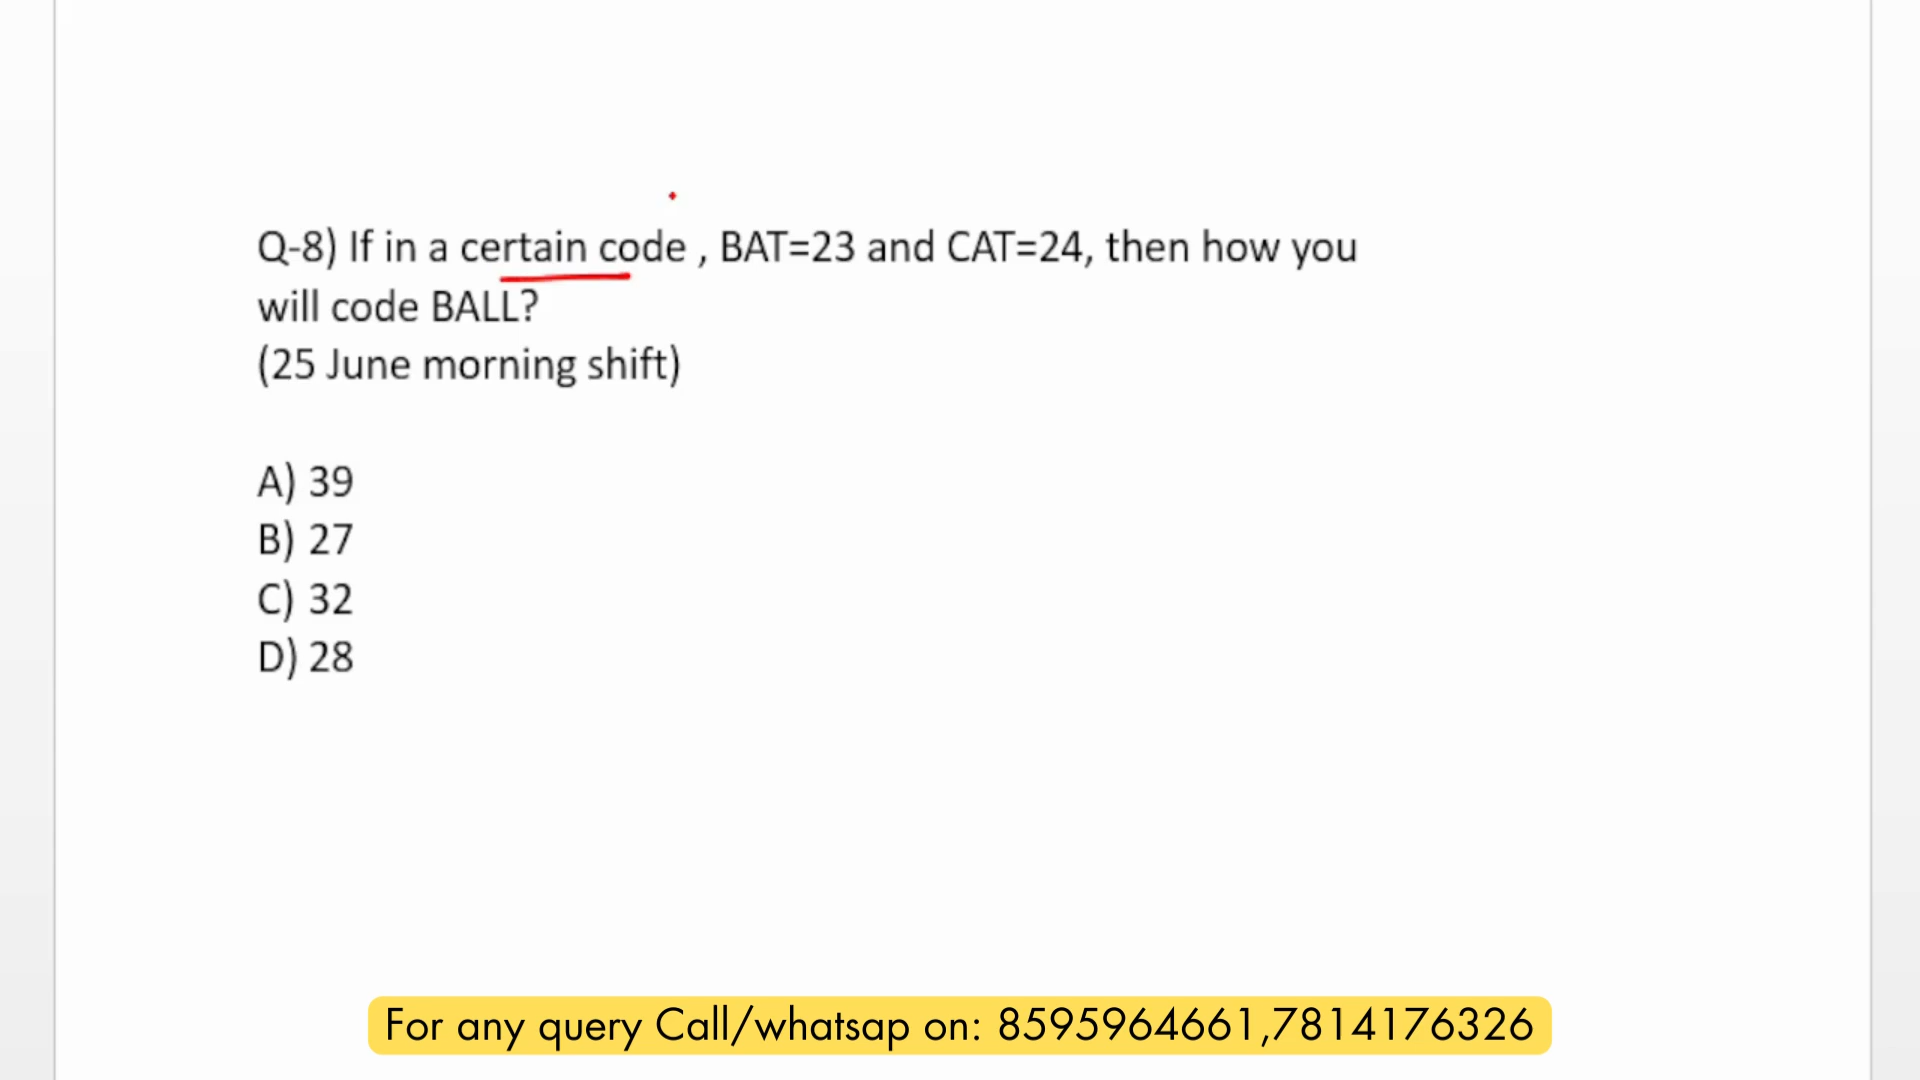 Q-8) If in a certain code , BAT=23 and CAT=24, then how you
will code BALL?
(25 June morning shift)
A) 39
B) 27
C) 32
D) 28
For any query Call/whatsap on: 8595964661,7814176326